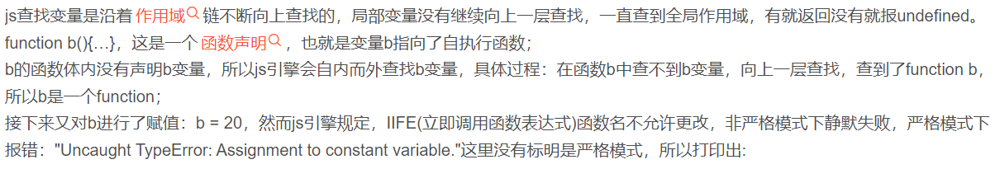 js查找变量是沿着作用域链不断向上查找的，局部变量没有继续向上一层查找，一直查到全局作用域，有就返回没有就报undefined。
function b(){…}，这是一个函数声明，也就是变量b指向了自执行函数；
b的函数体内没有声明b变量，所以js引擎会自内而外查找b变量，具体过程：在函数b中查不到b变量，向上一层查找，查到了function b，
所以b是一个function；
接下来又对b进行了赋值：b = 20，然而js引擎规定，IIFE(立即调用函数表达式)函数名不允许更改，非严格模式下静默失败，严格模式下
报错："Uncaught TypeError: Assignment to constant variable."这里没有标明是严格模式，所以打印出: